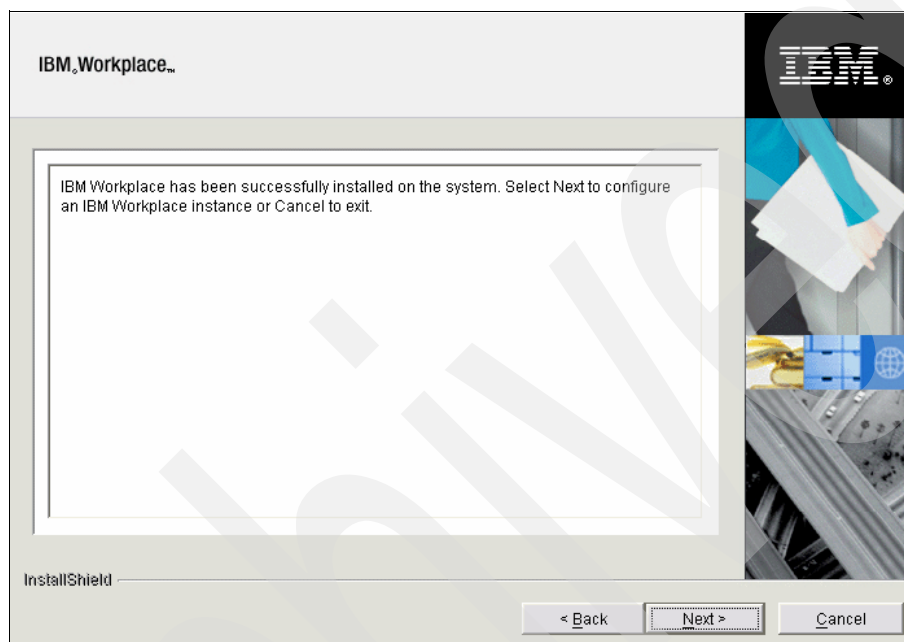 IBM® Workplace™
IBM®
IBM Workplace has been successfully installed on the system. Select Next to configure
an IBM Workplace instance or Cancel to exit.
InstallShield
< Back
Next >
Cancel